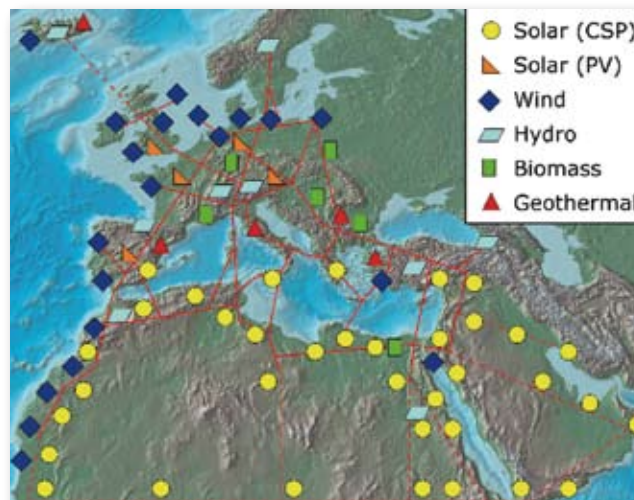 Solar (CSP)
Solar (PV)
Wind
Hydro
Biomass
Geothermal